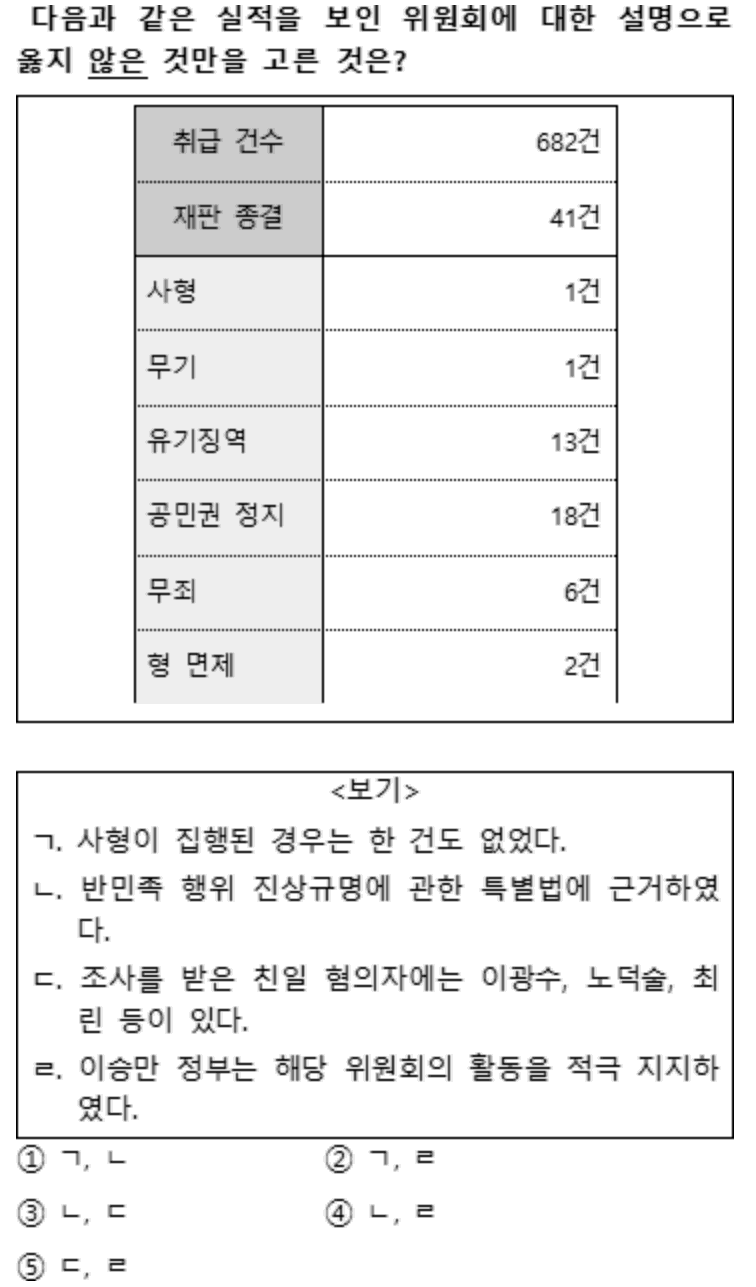 다음과 같은 실적을 보인 위원회에 대한 설명으로
옳지 않은 것만을 고른 것은?
취급 건수 682건
재판 종결 41건
사형 1건
무기 1건
유기징역 13건
공민권 정지 18건
무죄 6건
형 면제 2건
<보기>
ㄱ. 사형이 집행된 경우는 한 건도 없었다.
ㄴ. 반민족 행위 진상규명에 관한 특별법에 근거하였
다.
ㄷ. 조사를 받은 친일 혐의자에는 이광수, 노덕술, 최
린 등이 있다.
ㄹ. 이승만 정부는 해당 위원회의 활동을 적극 지지하
였다.
① ㄱ, ㄴ ② ㄱ, ㄹ
③ ㄴ, ㄷ ④ ㄴ, ㄹ
⑤ ㄷ, ㄹ